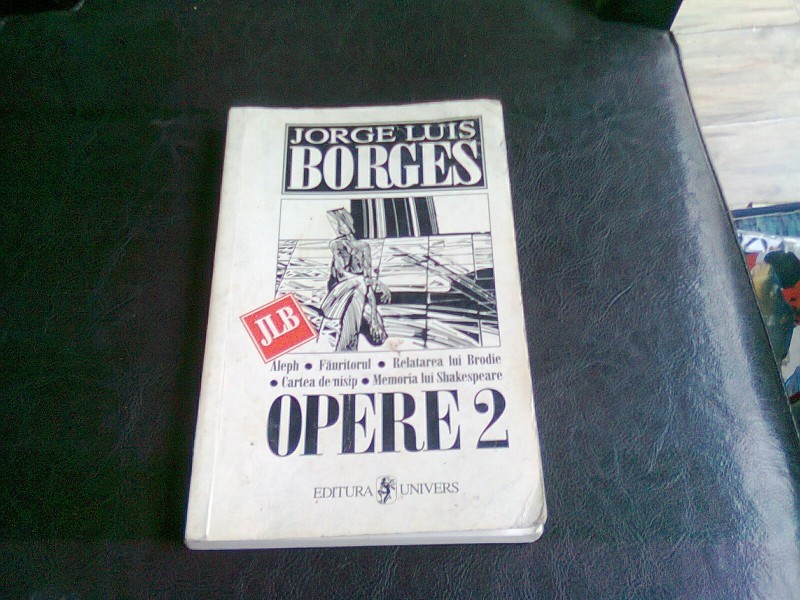 JORGE LUIS
BORGES
JLB
Aleph ● Făuritorul ● Relatarea lui Brodie
● Cartea de nisip ● Memoria lui Shakespeare
OPERE 2
EDITURA UNIVERS